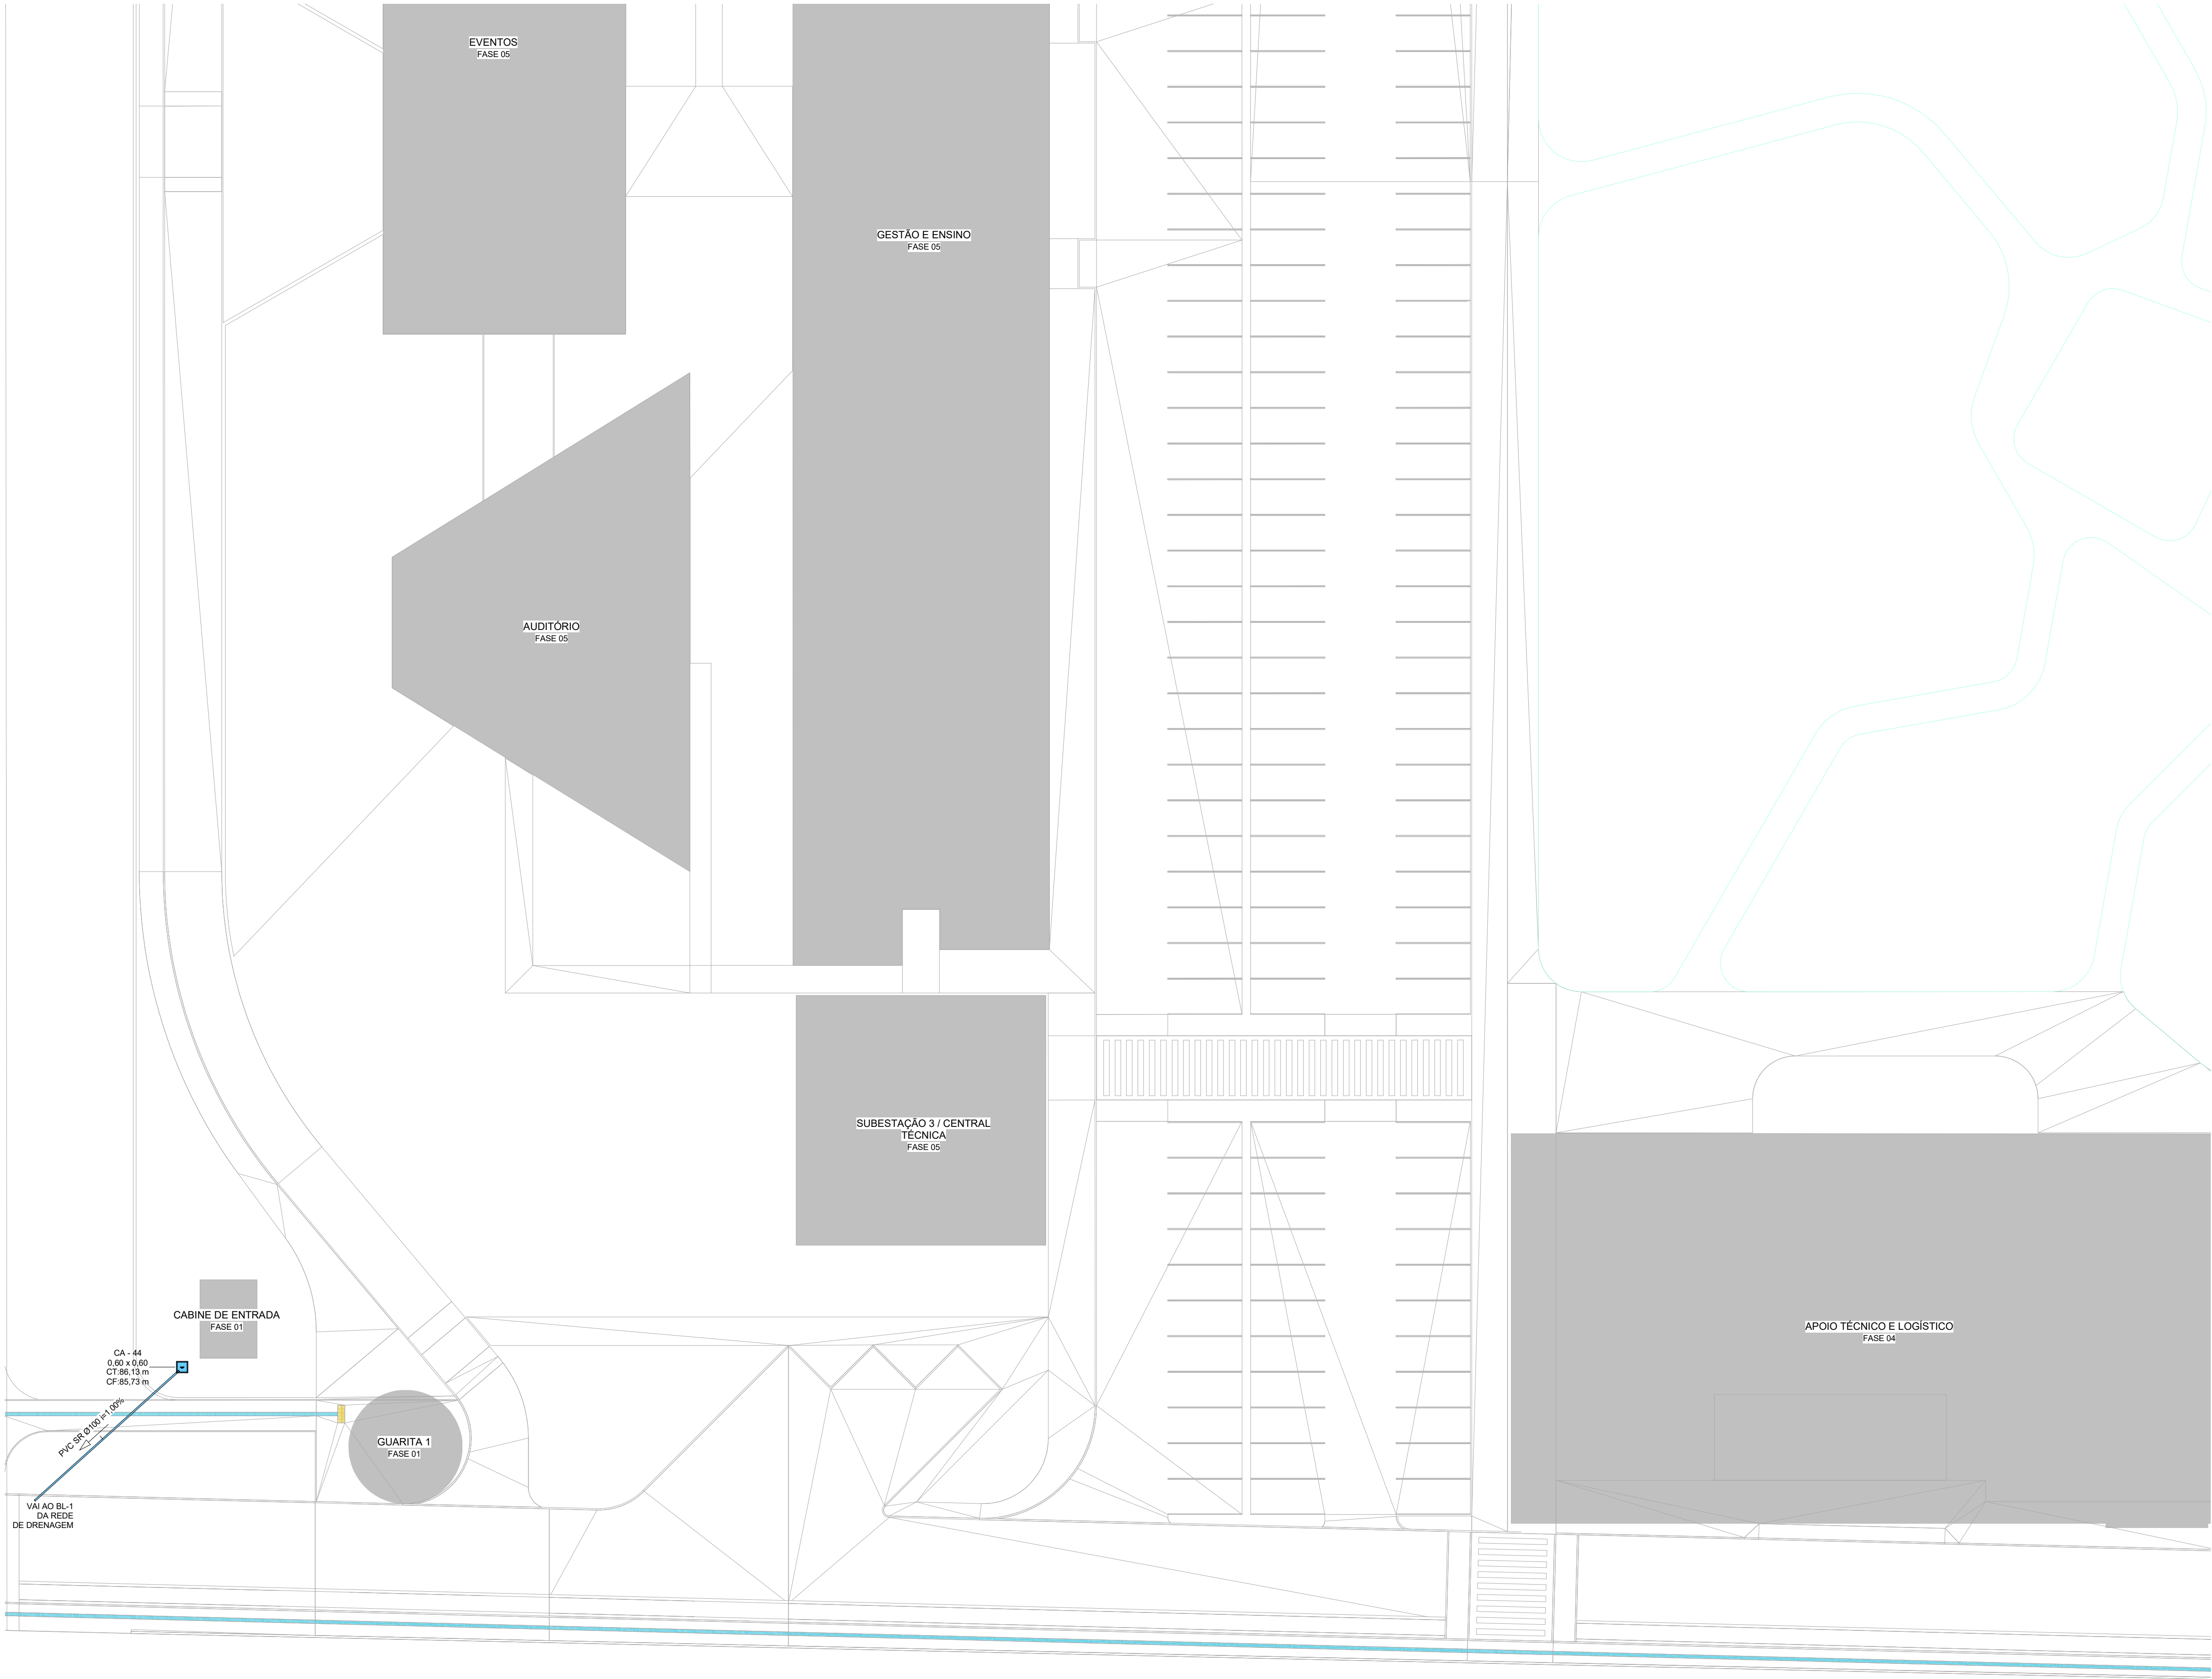 EVENTOS
FASE 05
GESTÃO E ENSINO
FASE 05
AUDITÓRIO
FASE 05
SUBESTAÇÃO 3 / CENTRAL
TÉCNICA
FASE 05
CABINE DE ENTRADA
FASE 01
APOIO TÉCNICO E LOGÍSTICO
FASE 04
CA - 44
0,60 x 0,60
CT:86,13 m
CF:85,73 m
PVC SR Ø100 i=1,00%
GUARITA 1
FASE 01
VAI AO BL-1
DA REDE
DE DRENAGEM